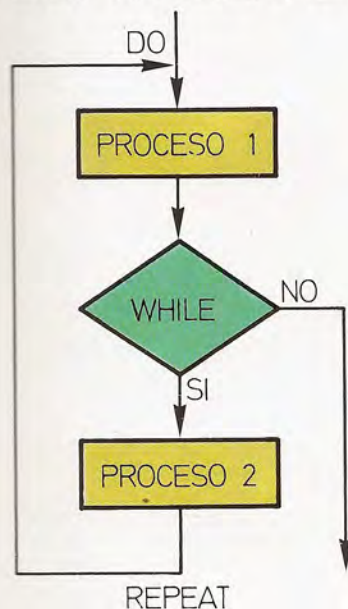 DO
PROCESO 1
WHILE
NO
SI
PROCESO 2
REPEAT